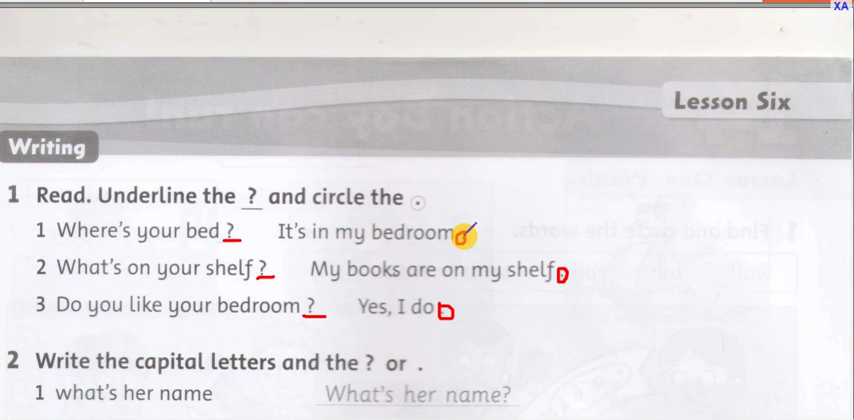 XA
Lesson Six
Writing
1 Read. Underline the ? and circle the .
1 Where's your bed? It's in my bedroom.
2 What's on your shelf? My books are on my shelf.
3 Do you like your bedroom? Yes, I do.
2 Write the capital letters and the ? or .
1 what's her name What's her name?